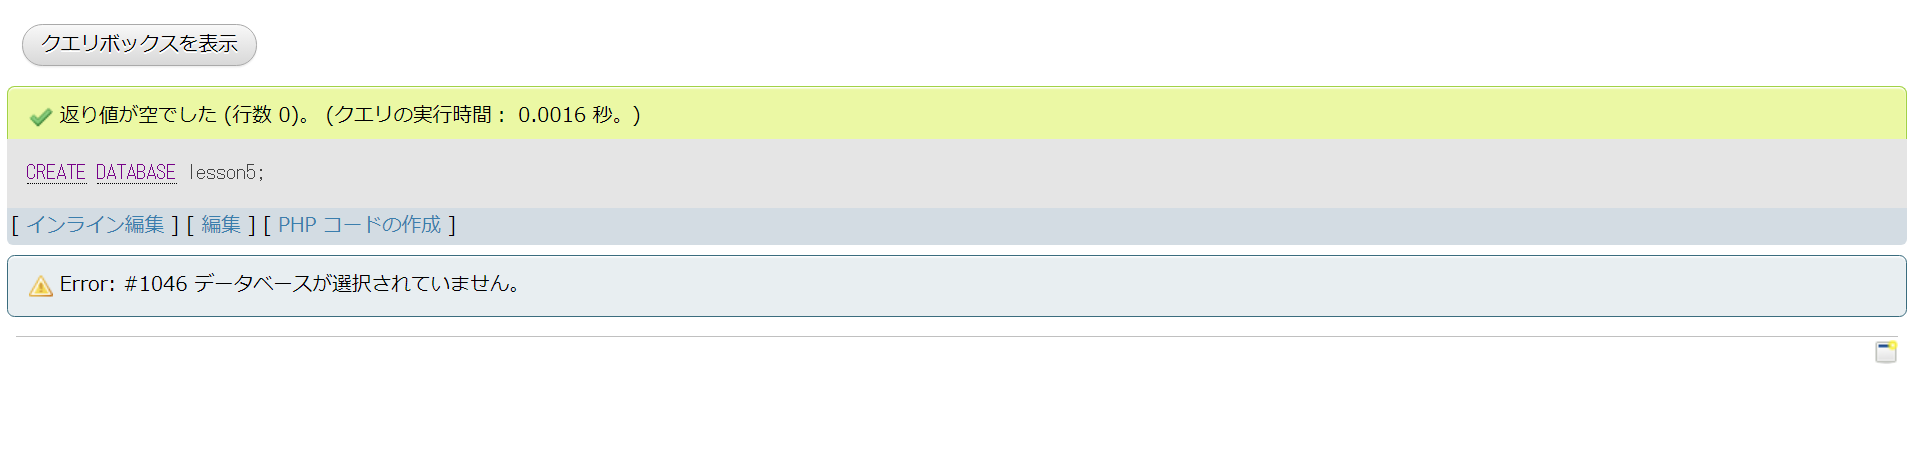 クエリボックスを表示
返り値が空でした (行数 0)。 (クエリの実行時間： 0.0016 秒。)
CREATE DATABASE lesson5;
[ インライン編集 ] [ 編集 ] [ PHP コードの作成 ]
Error: #1046 データベースが選択されていません。